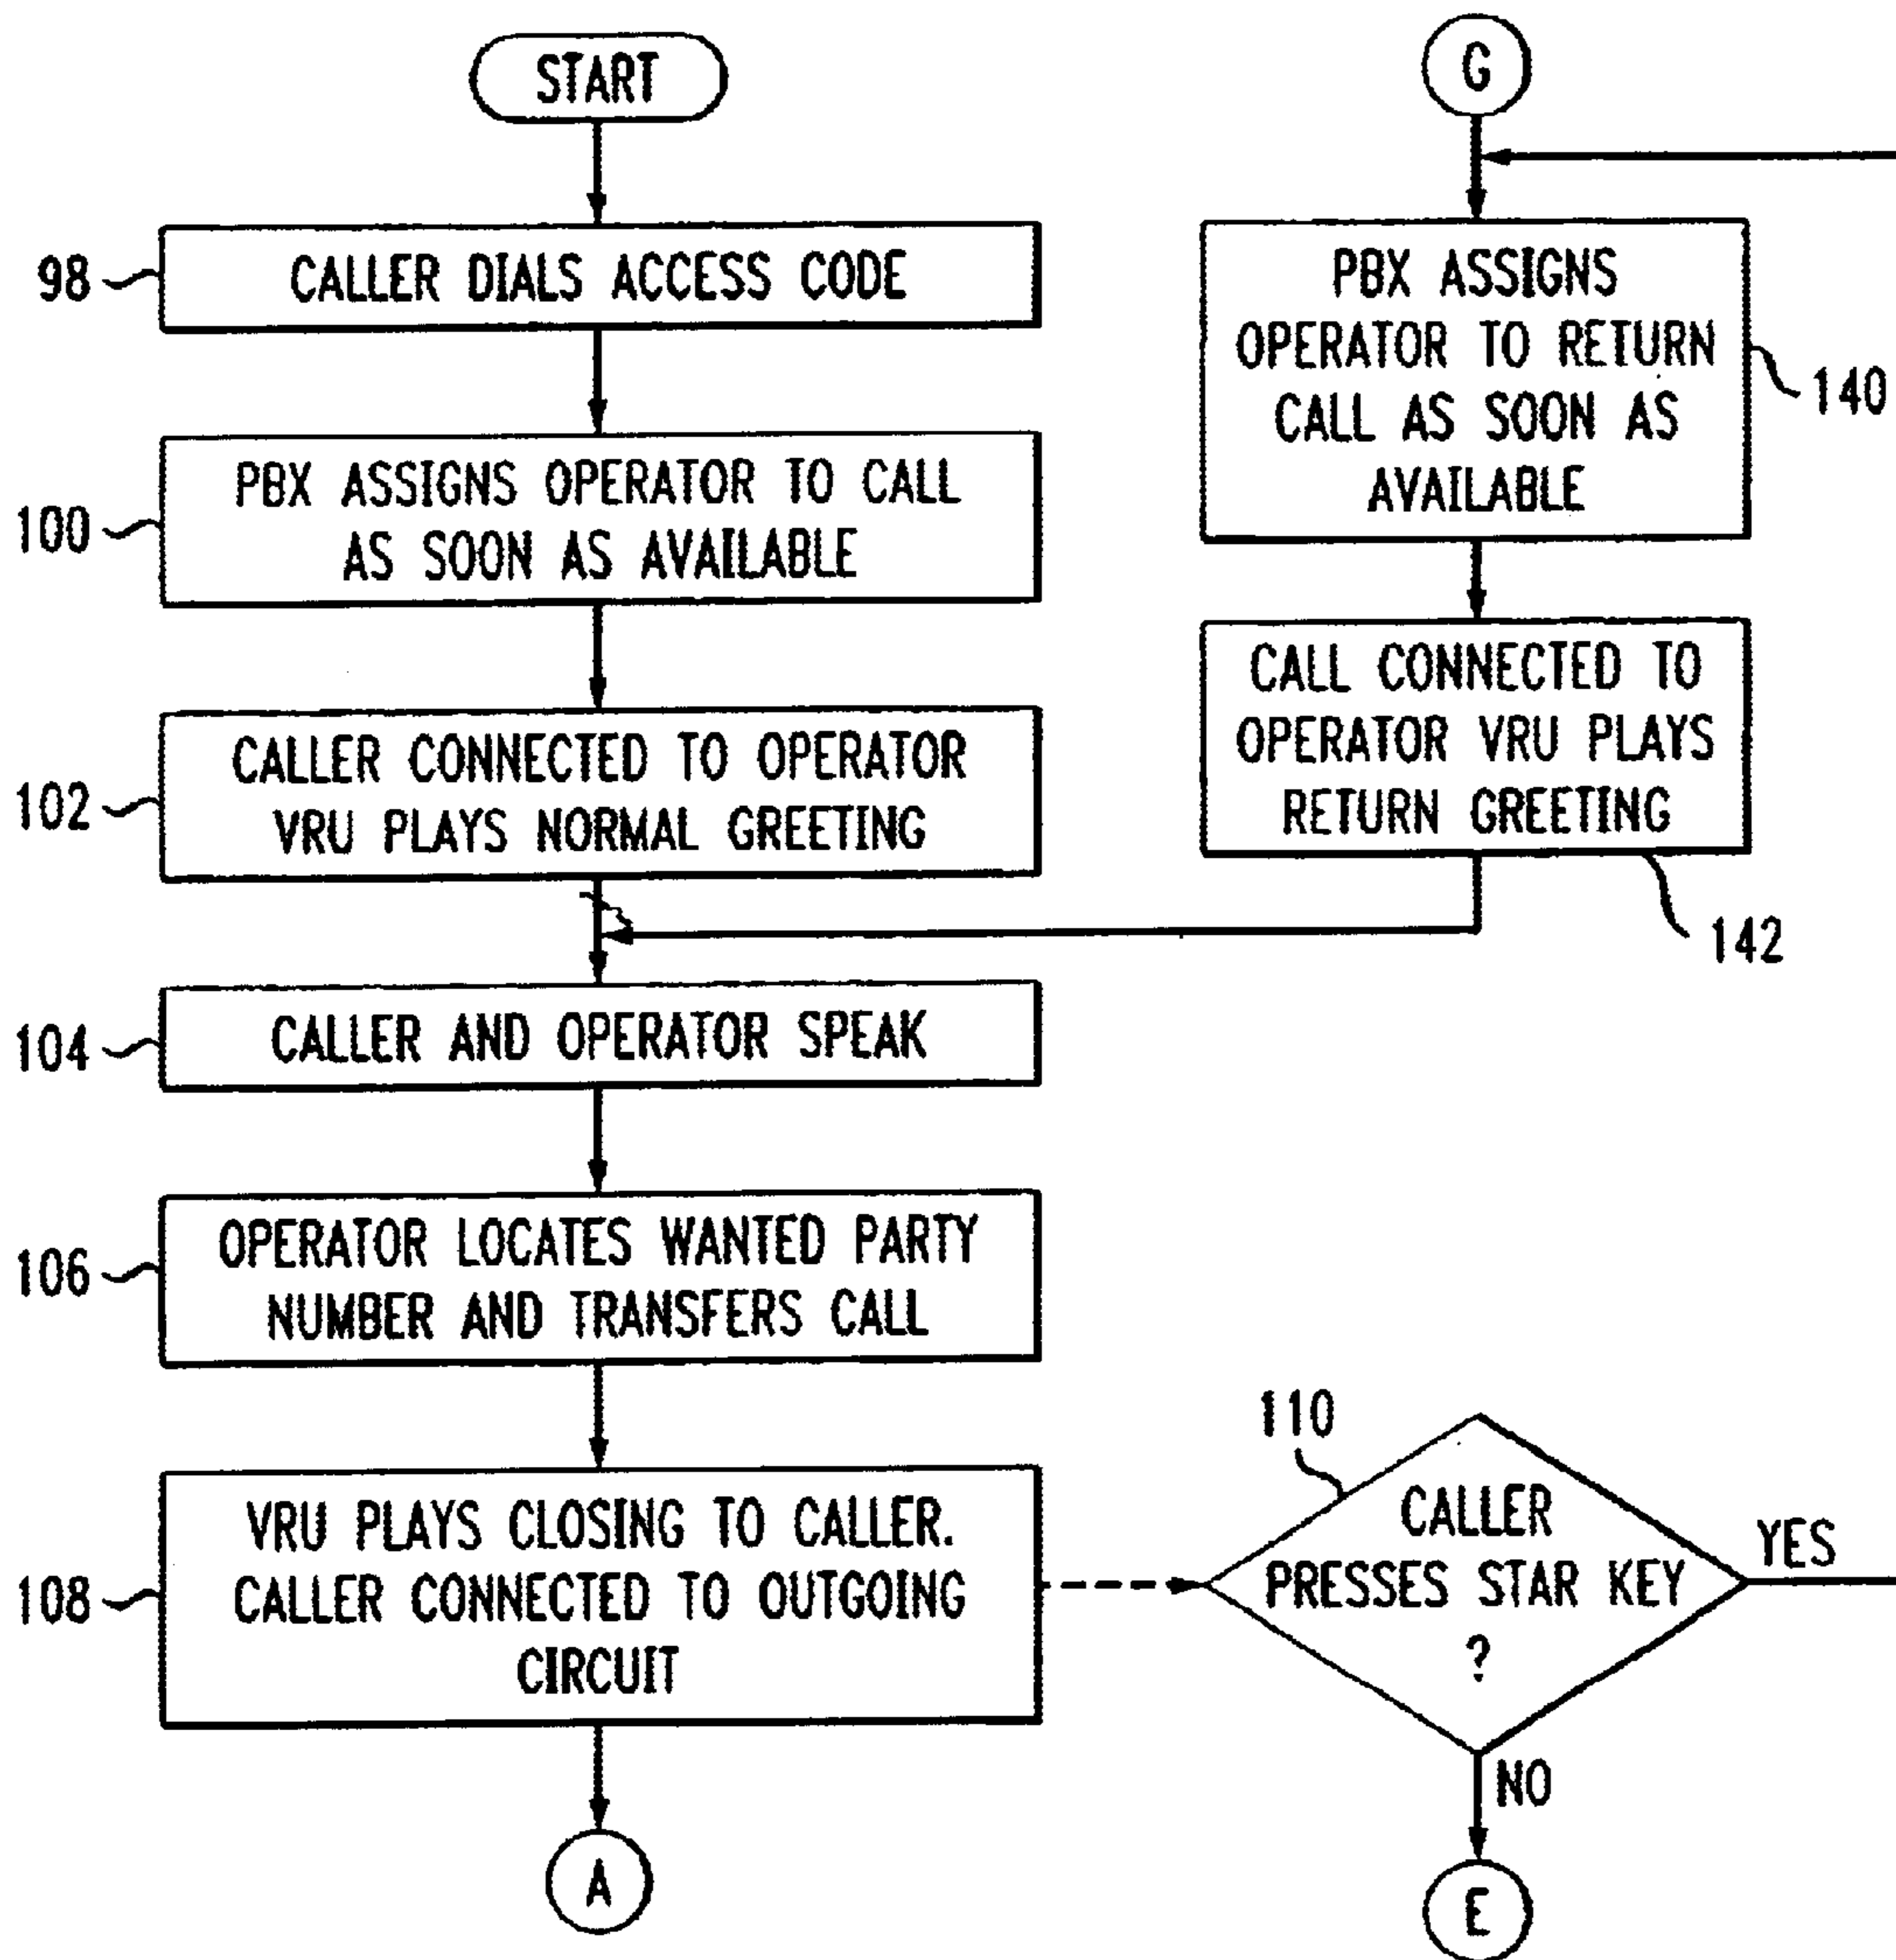 START
98
CALLER DIALS ACCESS CODE
100
PBX ASSIGNS OPERATOR TO CALL
AS SOON AS AVAILABLE
102
CALLER CONNECTED TO OPERATOR
VRU PLAYS NORMAL GREETING
104
CALLER AND OPERATOR SPEAK
106
OPERATOR LOCATES WANTED PARTY
NUMBER AND TRANSFERS CALL
108
VRU PLAYS CLOSING TO CALLER.
CALLER CONNECTED TO OUTGOING
CIRCUIT
A
G
PBX ASSIGNS
OPERATOR TO RETURN
CALL AS SOON AS
AVAILABLE
140
CALL CONNECTED TO
OPERATOR VRU PLAYS
RETURN GREETING
142
110
CALLER
PRESSES STAR KEY
?
YES
NO
E